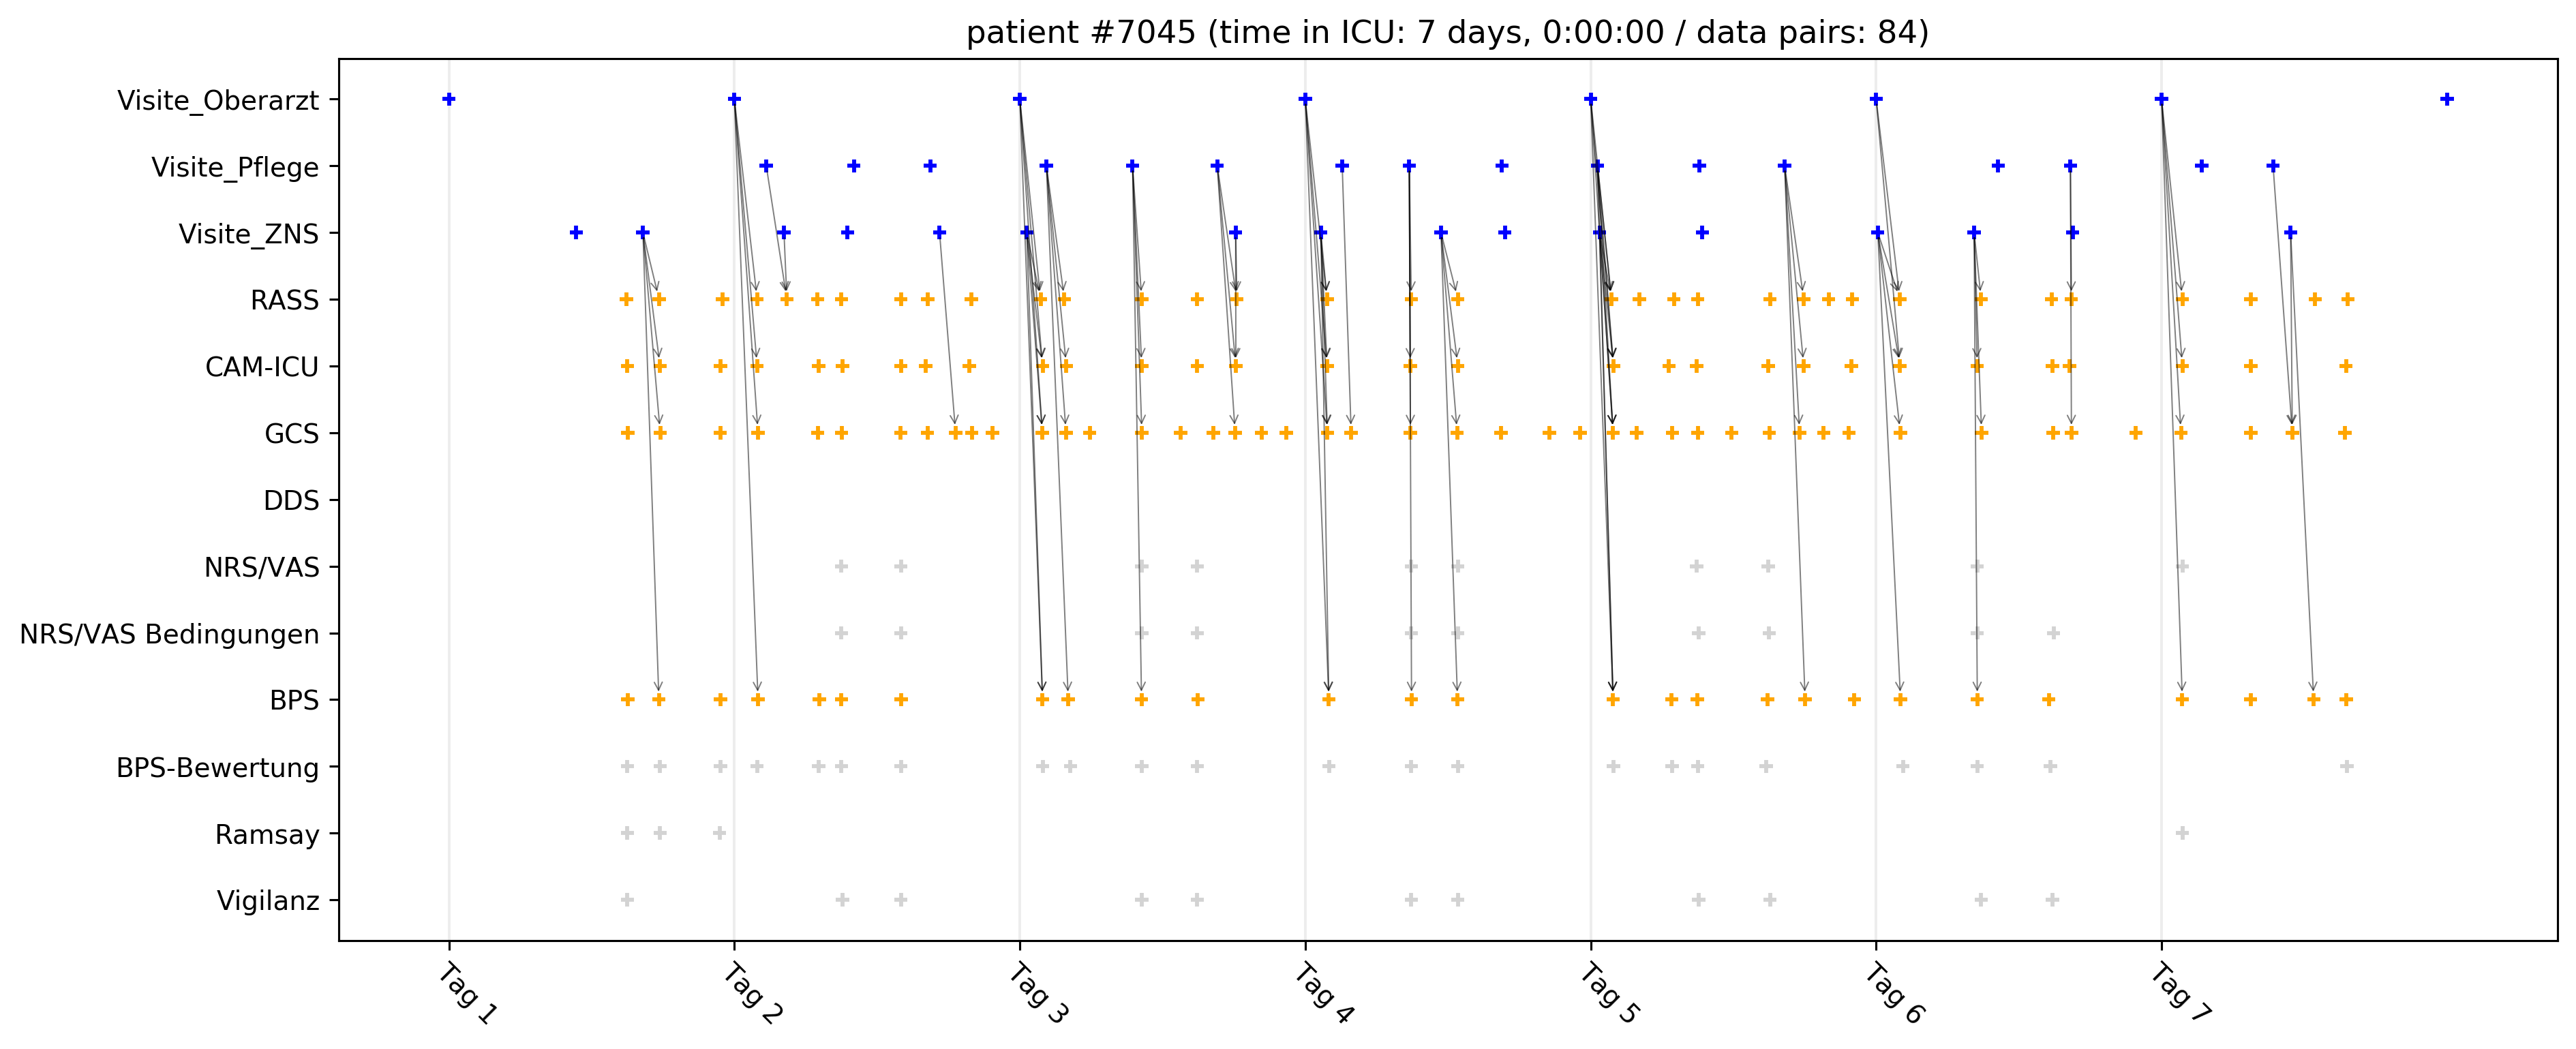 patient #7045 (time in ICU: 7 days, 0:00:00 / data pairs: 84)
Visite_Oberarzt
Visite_Pflege
Visite_ZNS
RASS
CAM-ICU
GCS
DDS
NRS/VAS
NRS/VAS Bedingungen
BPS
BPS-Bewertung
Ramsay
Vigilanz
Tag 1
Tag 2
Tag 3
Tag 4
Tag 5
Tag 6
Tag 7